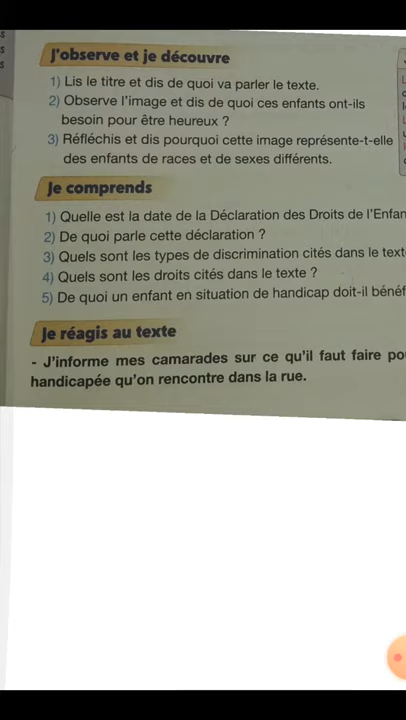 s
s
s
J'observe et je découvre
1) Lis le titre et dis de quoi va parler le texte.
2) Observe l'image et dis de quoi ces enfants ont-ils
besoin pour être heureux ?
3) Réfléchis et dis pourquoi cette image représente-t-elle
des enfants de races et de sexes différents.
Je comprends
1) Quelle est la date de la Déclaration des Droits de l'Enfan
2) De quoi parle cette déclaration ?
3) Quels sont les types de discrimination cités dans le text
4) Quels sont les droits cités dans le texte ?
5) De quoi un enfant en situation de handicap doit-il bénéf
Je réagis au texte
- J'informe mes camarades sur ce qu'il faut faire po
handicapée qu'on rencontre dans la rue.